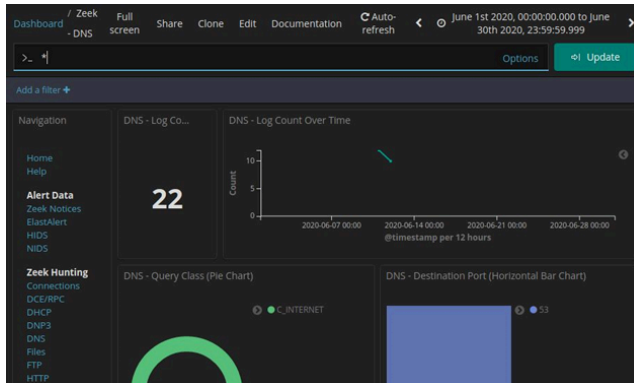 Dashboard / Zeek - DNS
Full screen
Share
Clone
Edit
Documentation
Auto-refresh
June 1st 2020, 00:00:00.000 to June 30th 2020, 23:59:59.999
>_ *
Options
Update
Add a filter +
Navigation
Home
Help
Alert Data
Zeek Notices
ElastAlert
HIDS
NIDS
Zeek Hunting
Connections
DCE/RPC
DHCP
DNP3
DNS
Files
FTP
HTTP
DNS - Log Co...
22
DNS - Log Count Over Time
Count
10
5
0
2020-06-07 00:00
2020-06-14 00:00
2020-06-21 00:00
2020-06-28 00:00
@timestamp per 12 hours
DNS - Query Class (Pie Chart)
C_INTERNET
DNS - Destination Port (Horizontal Bar Chart)
53